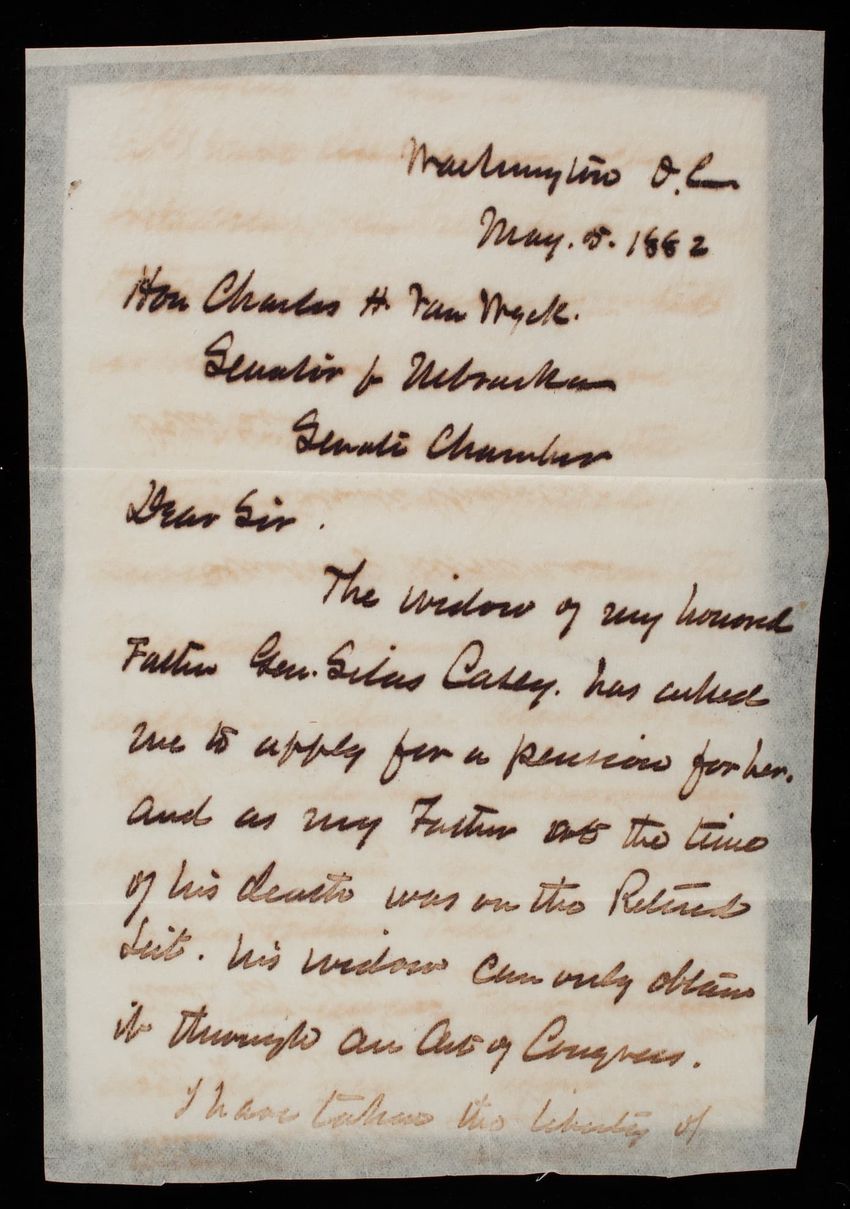 Washington D.C
May. 5. 1882
Hon Charles H. Van Wyck.
Senator fr Nebraska
Senate Chamber
Dear Sir.
The widow of my honored
Father Gen. Silas Casey. has asked
me to apply for a pension for her.
and as my Father at the time
of his death was on the Retired
List. his widow can only obtain
it through an Act of Congress.
I have taken the liberty of